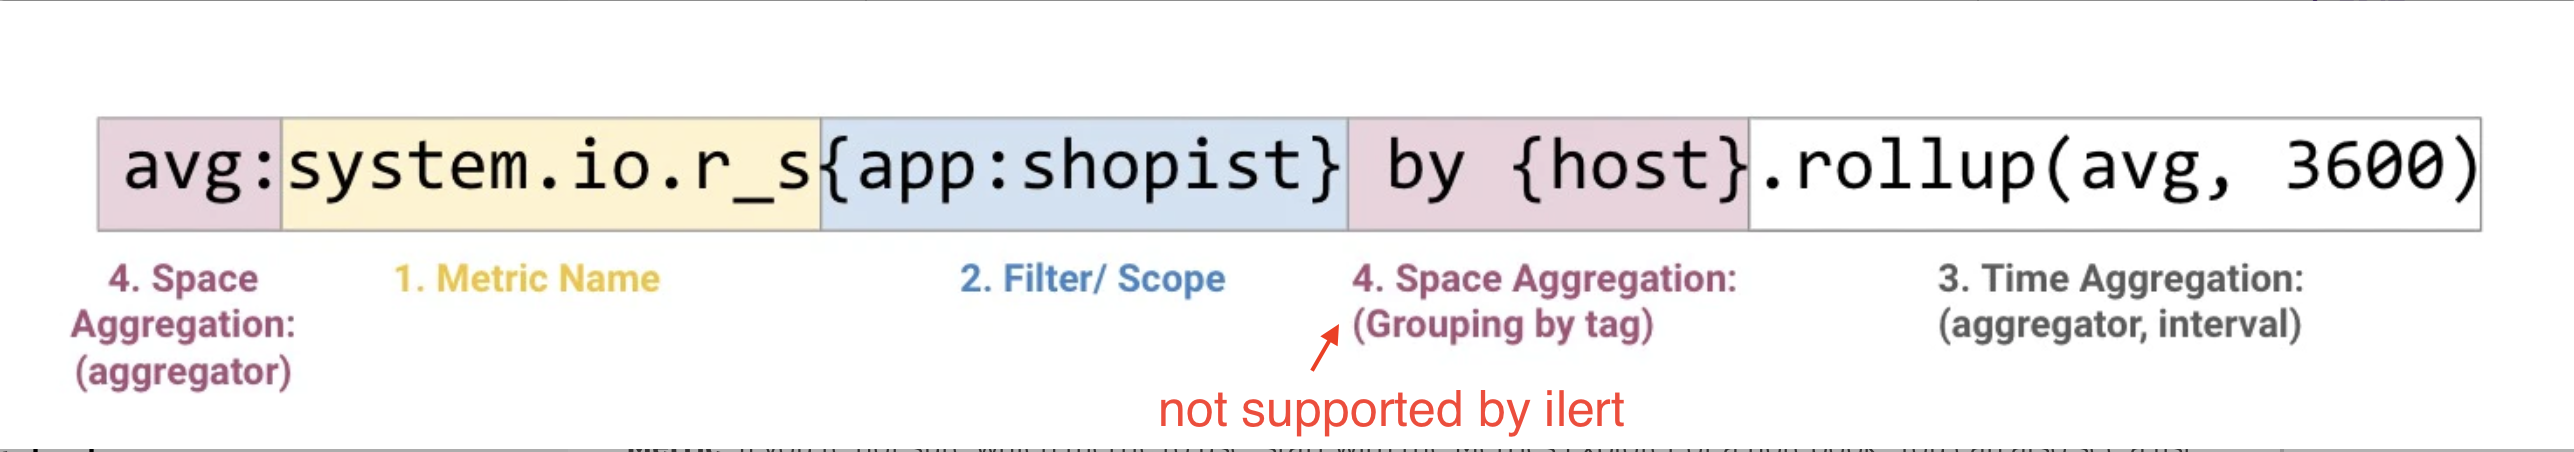 avg:system.io.r_s{app:shopist} by {host}.rollup(avg, 3600)
4. Space
Aggregation:
(aggregator)
1. Metric Name
2. Filter/ Scope
4. Space Aggregation:
(Grouping by tag)
3. Time Aggregation:
(aggregator, interval)
not supported by ilert